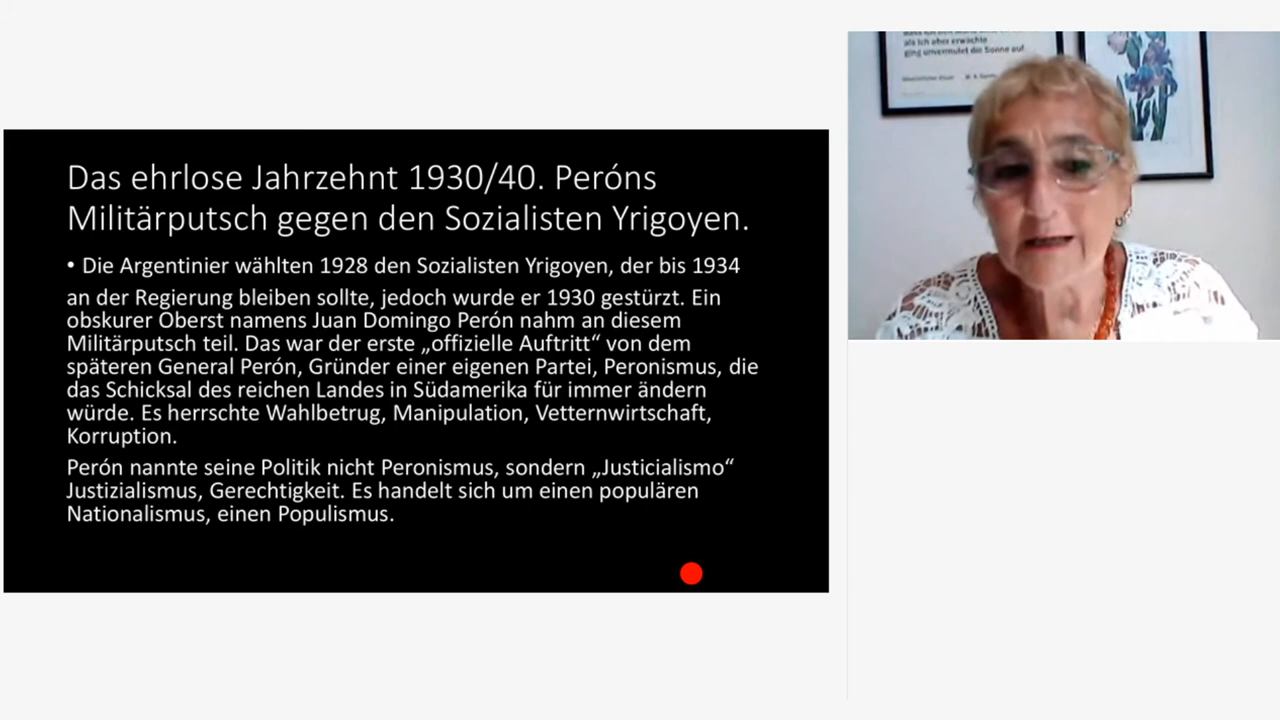 Das ehrlose Jahrzehnt 1930/40. Peróns
Militärputsch gegen den Sozialisten Yrigoyen.
• Die Argentinier wählten 1928 den Sozialisten Yrigoyen, der bis 1934
an der Regierung bleiben sollte, jedoch wurde er 1930 gestürzt. Ein
obskurer Oberst namens Juan Domingo Perón nahm an diesem
Militärputsch teil. Das war der erste „offizielle Auftritt“ von dem
späteren General Perón, Gründer einer eigenen Partei, Peronismus, die
das Schicksal des reichen Landes in Südamerika für immer ändern
würde. Es herrschte Wahlbetrug, Manipulation, Vetternwirtschaft,
Korruption.
Perón nannte seine Politik nicht Peronismus, sondern „Justicialismo“
Justizialismus, Gerechtigkeit. Es handelt sich um einen populären
Nationalismus, einen Populismus.
als ich aber erwachte
ging unvermutet die Sonne auf